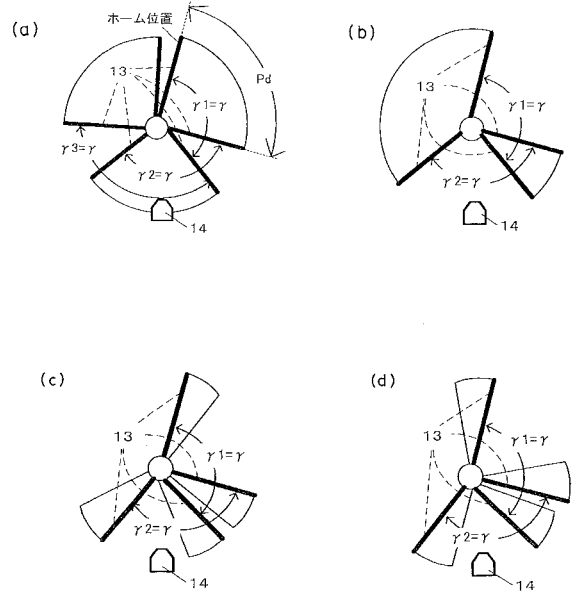 (a)
ホーム位置
13
Pd
γ1=γ
γ3=γ
γ2=γ
14
(b)
13
γ1=γ
γ2=γ
14
(c)
13
γ1=γ
γ2=γ
14
(d)
13
γ1=γ
γ2=γ
14